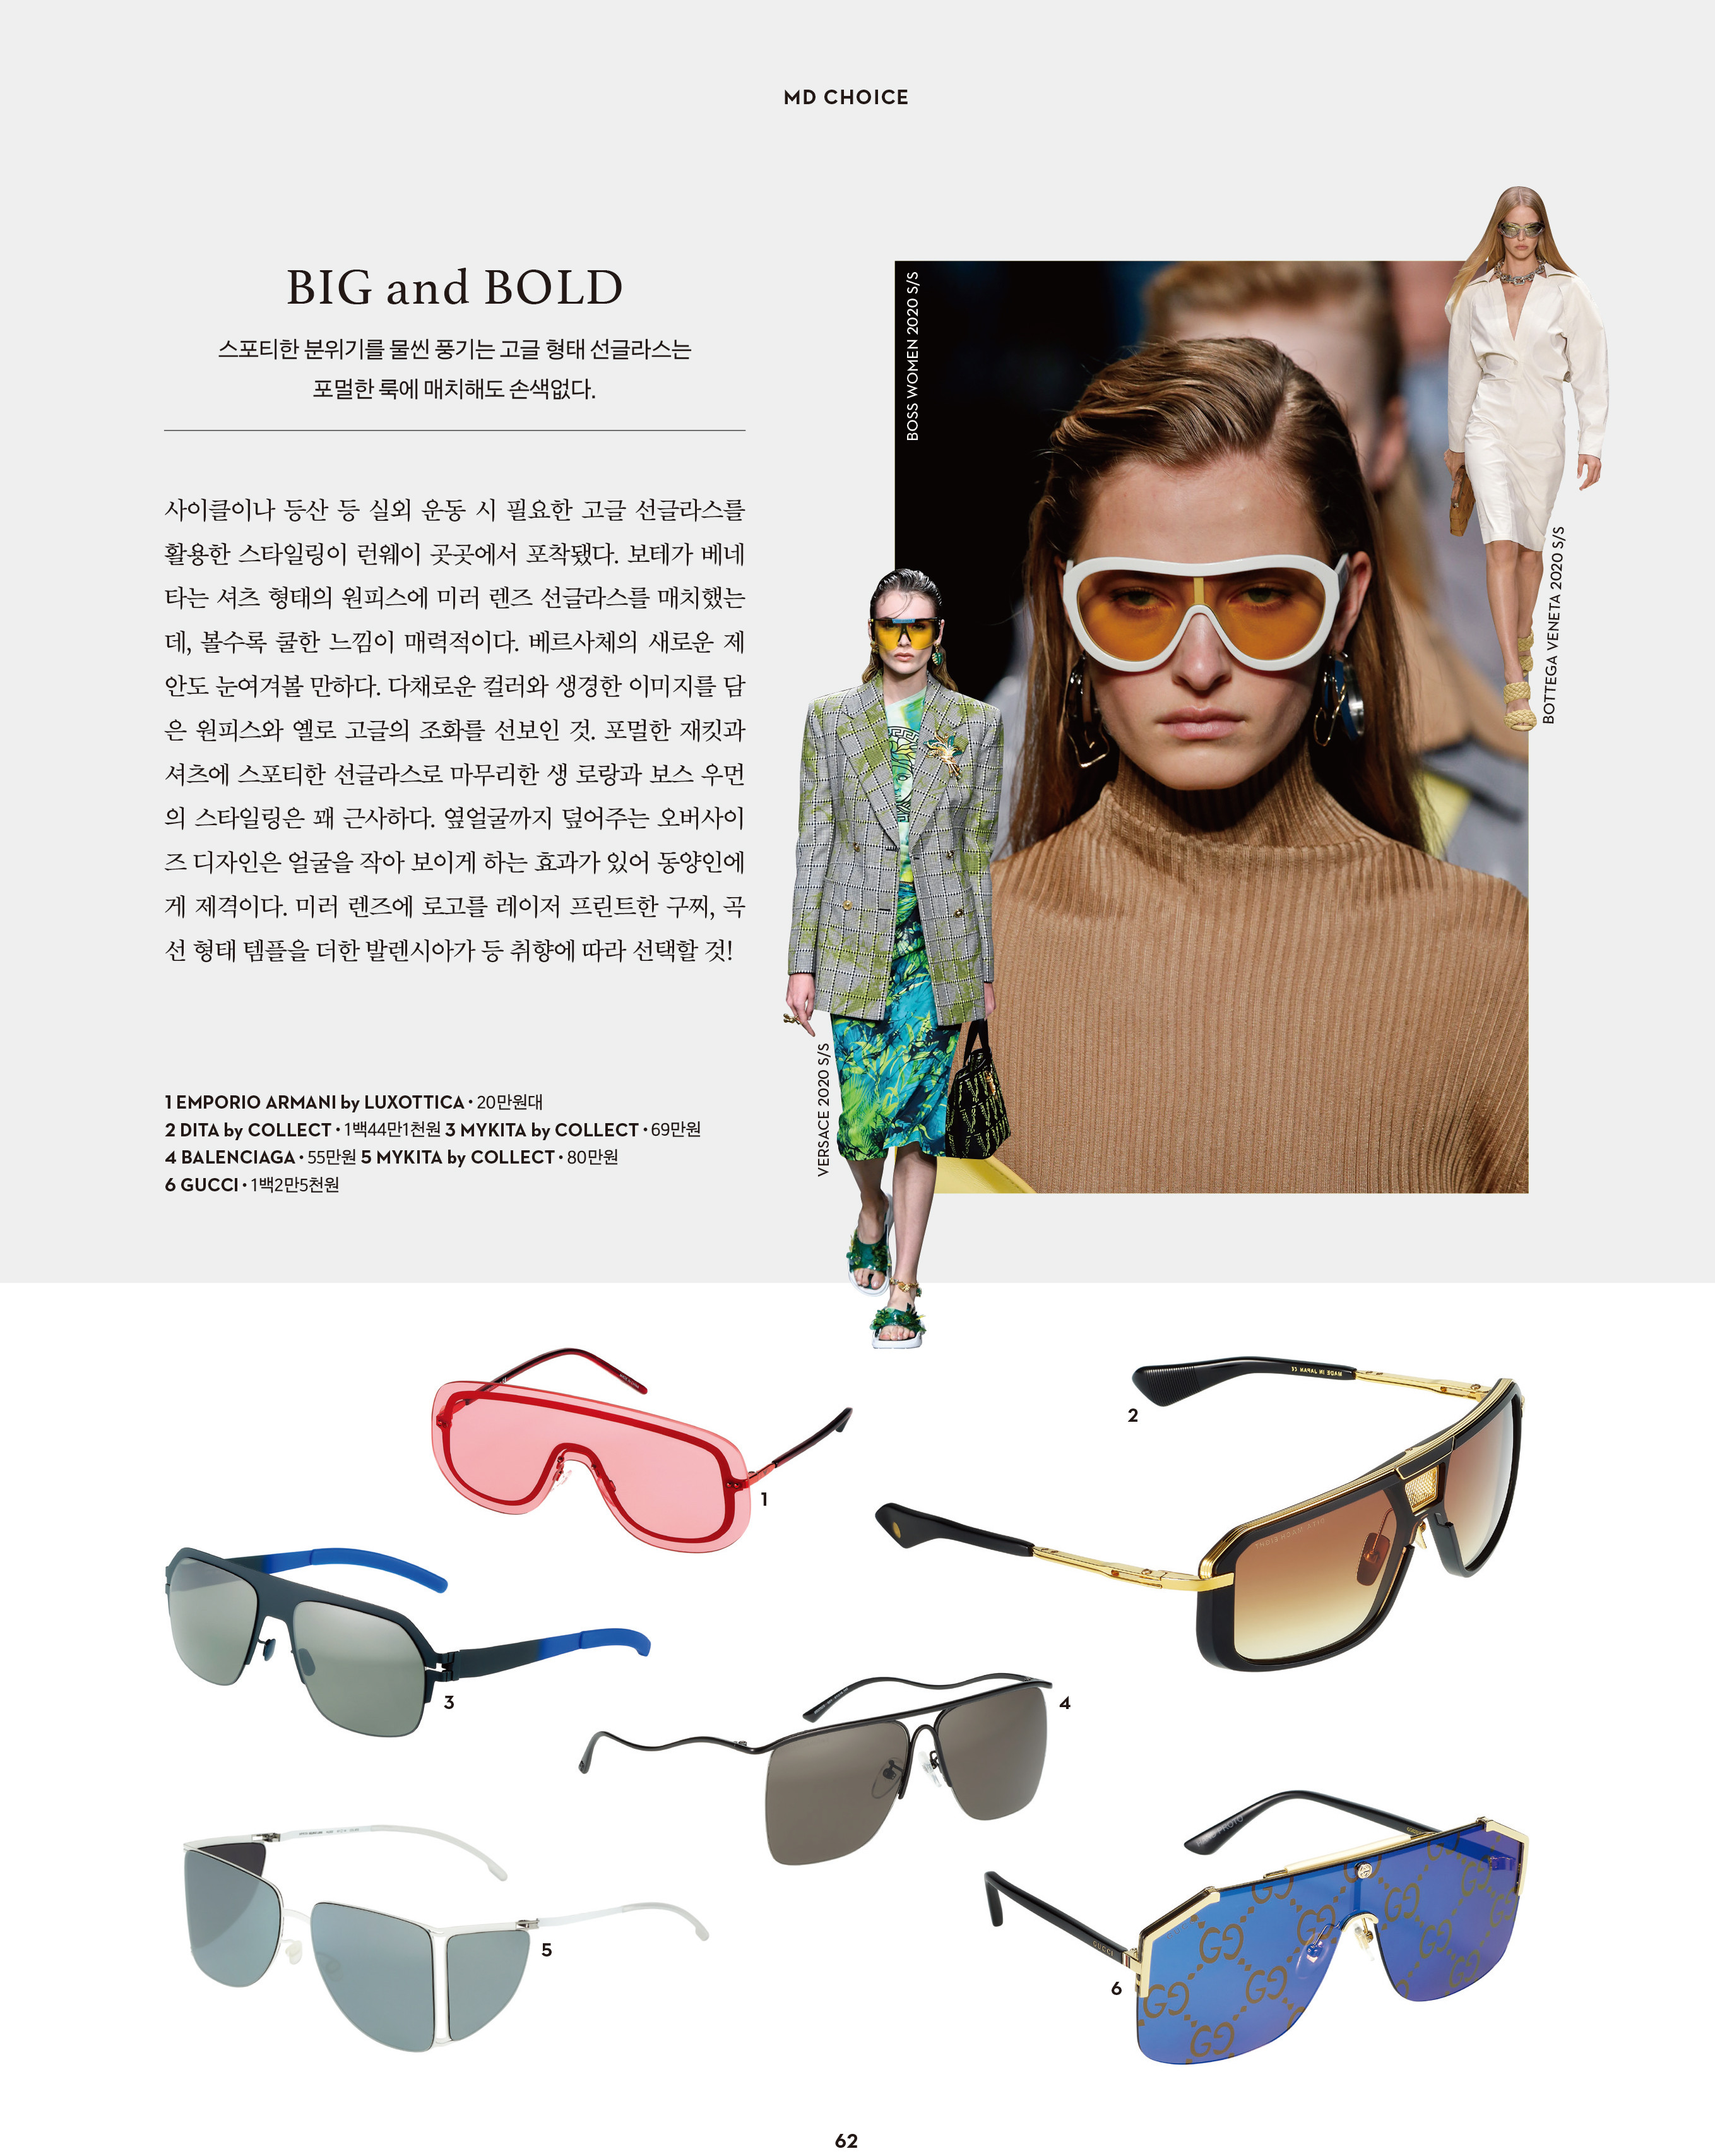 MD CHOICE
BIG and BOLD
스포티한 분위기를 물씬 풍기는 고글 형태 선글라스는
포멀한 룩에 매치해도 손색없다.
사이클이나 등산 등 실외 운동 시 필요한 고글 선글라스를
활용한 스타일링이 런웨이 곳곳에서 포착됐다. 보테가 베네
타는 셔츠 형태의 원피스에 미러 렌즈 선글라스를 매치했는
데, 볼수록 쿨한 느낌이 매력적이다. 베르사체의 새로운 제
안도 눈여겨볼 만하다. 다채로운 컬러와 생경한 이미지를 담
은 원피스와 옐로 고글의 조화를 선보인 것. 포멀한 재킷과
셔츠에 스포티한 선글라스로 마무리한 생 로랑과 보스 우먼
의 스타일링은 꽤 근사하다. 옆얼굴까지 덮어주는 오버사이
즈 디자인은 얼굴을 작아 보이게 하는 효과가 있어 동양인에
게 제격이다. 미러 렌즈에 로고를 레이저 프린트한 구찌, 곡
선 형태 템플을 더한 발렌시아가 등 취향에 따라 선택할 것!
1 EMPORIO ARMANI by LUXOTTICA • 20만원대
2 DITA by COLLECT • 1백44만1천원 3 MYKITA by COLLECT • 69만원
4 BALENCIAGA • 55만원 5 MYKITA by COLLECT • 80만원
6 GUCCI • 1백2만5천원
BOSS WOMEN 2020 S/S
BOTTEGA VENETA 2020 S/S
VERSACE 2020 S/S
1
2
MADE IN JAPAN CE
3
4
5
6
GUCCI
62